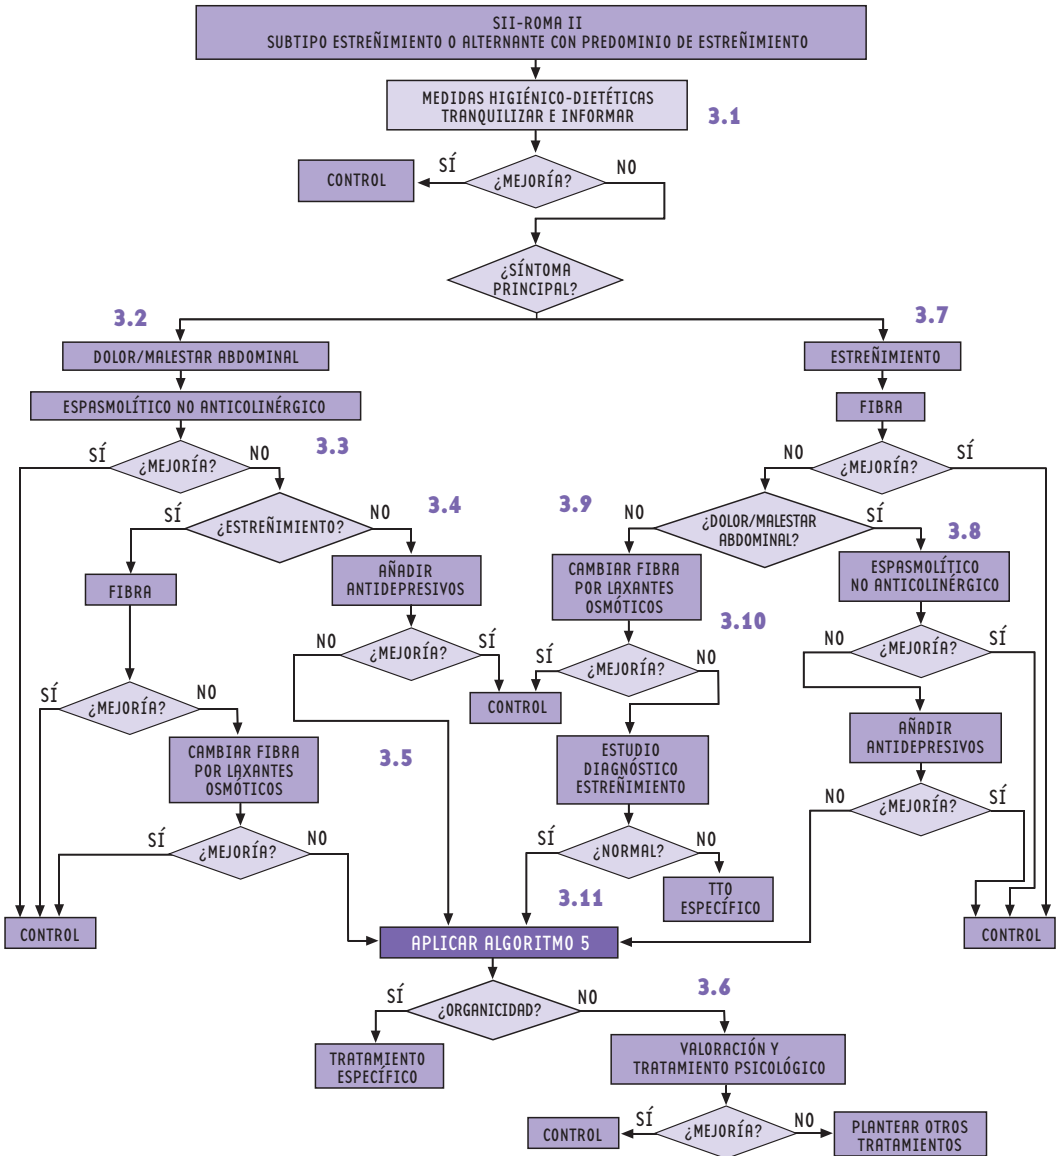 SII-ROMA II
SUBTIPO ESTREÑIMIENTO O ALTERNANTE CON PREDOMINIO DE ESTREÑIMIENTO
MEDIDAS HIGIÉNICO-DIETÉTICAS
TRANQUILIZAR E INFORMAR
3.1
CONTROL
SÍ
¿MEJORÍA?
NO
¿SÍNTOMA
PRINCIPAL?
3.2
DOLOR/MALESTAR ABDOMINAL
ESPASMOLÍTICO NO ANTICOLINÉRGICO
3.3
SÍ
¿MEJORÍA?
NO
SÍ
¿ESTREÑIMIENTO?
NO
3.4
FIBRA
AÑADIR
ANTIDEPRESIVOS
NO
¿MEJORÍA?
SÍ
CONTROL
SÍ
¿MEJORÍA?
NO
CAMBIAR FIBRA
POR LAXANTES
OSMÓTICOS
3.5
SÍ
¿MEJORÍA?
NO
CONTROL
3.7
ESTREÑIMIENTO
FIBRA
NO
¿MEJORÍA?
SÍ
3.9
NO
¿DOLOR/MALESTAR
ABDOMINAL?
SÍ
3.8
CAMBIAR FIBRA
POR LAXANTES
OSMÓTICOS
ESPASMOLÍTICO
NO ANTICOLINÉRGICO
3.10
SÍ
¿MEJORÍA?
NO
NO
¿MEJORÍA?
SÍ
ESTUDIO
DIAGNÓSTICO
ESTREÑIMIENTO
AÑADIR
ANTIDEPRESIVOS
NO
¿MEJORÍA?
SÍ
SÍ
¿NORMAL?
NO
TTO
ESPECÍFICO
3.11
CONTROL
APLICAR ALGORITMO 5
SÍ
¿ORGANICIDAD?
NO
3.6
TRATAMIENTO
ESPECÍFICO
VALORACIÓN Y
TRATAMIENTO PSICOLÓGICO
CONTROL
SÍ
¿MEJORÍA?
NO
PLANTEAR OTROS
TRATAMIENTOS